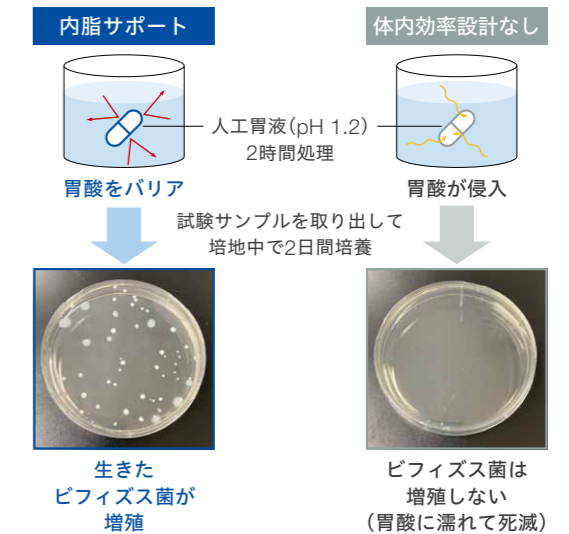 内脂サポート
体内効率設計なし
人工胃液(pH 1.2)
2時間処理
胃酸をバリア
胃酸が侵入
試験サンプルを取り出して
培地中で2日間培養
生きた
ビフィズス菌が
増殖
ビフィズス菌は
増殖しない
(胃酸に濡れて死滅)